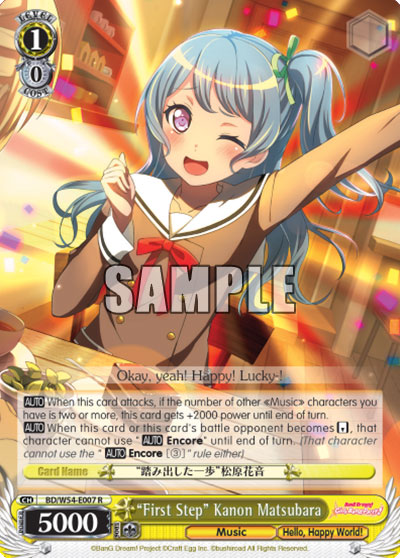 LEVEL
1
0
COST
SAMPLE
Okay, yeah! Happy! Lucky-!
AUTO When this card attacks, if the number of other «Music» characters you
have is two or more, this card gets +2000 power until end of turn.
AUTO When this card or this card's battle opponent becomes, that
character cannot use " AUTO Encore" until end of turn. (That character
cannot use the " AUTO Encore [③]" rule either)
Card Name
“踏み出した一歩”松原花音
CH BD/W54-E007 R
“First Step” Kanon Matsubara
POWER
5000
SOUL
Music
Hello, Happy World!
©BanG Dream! Project ©Craft Egg Inc. ©bushiroad All Rights Reserved.